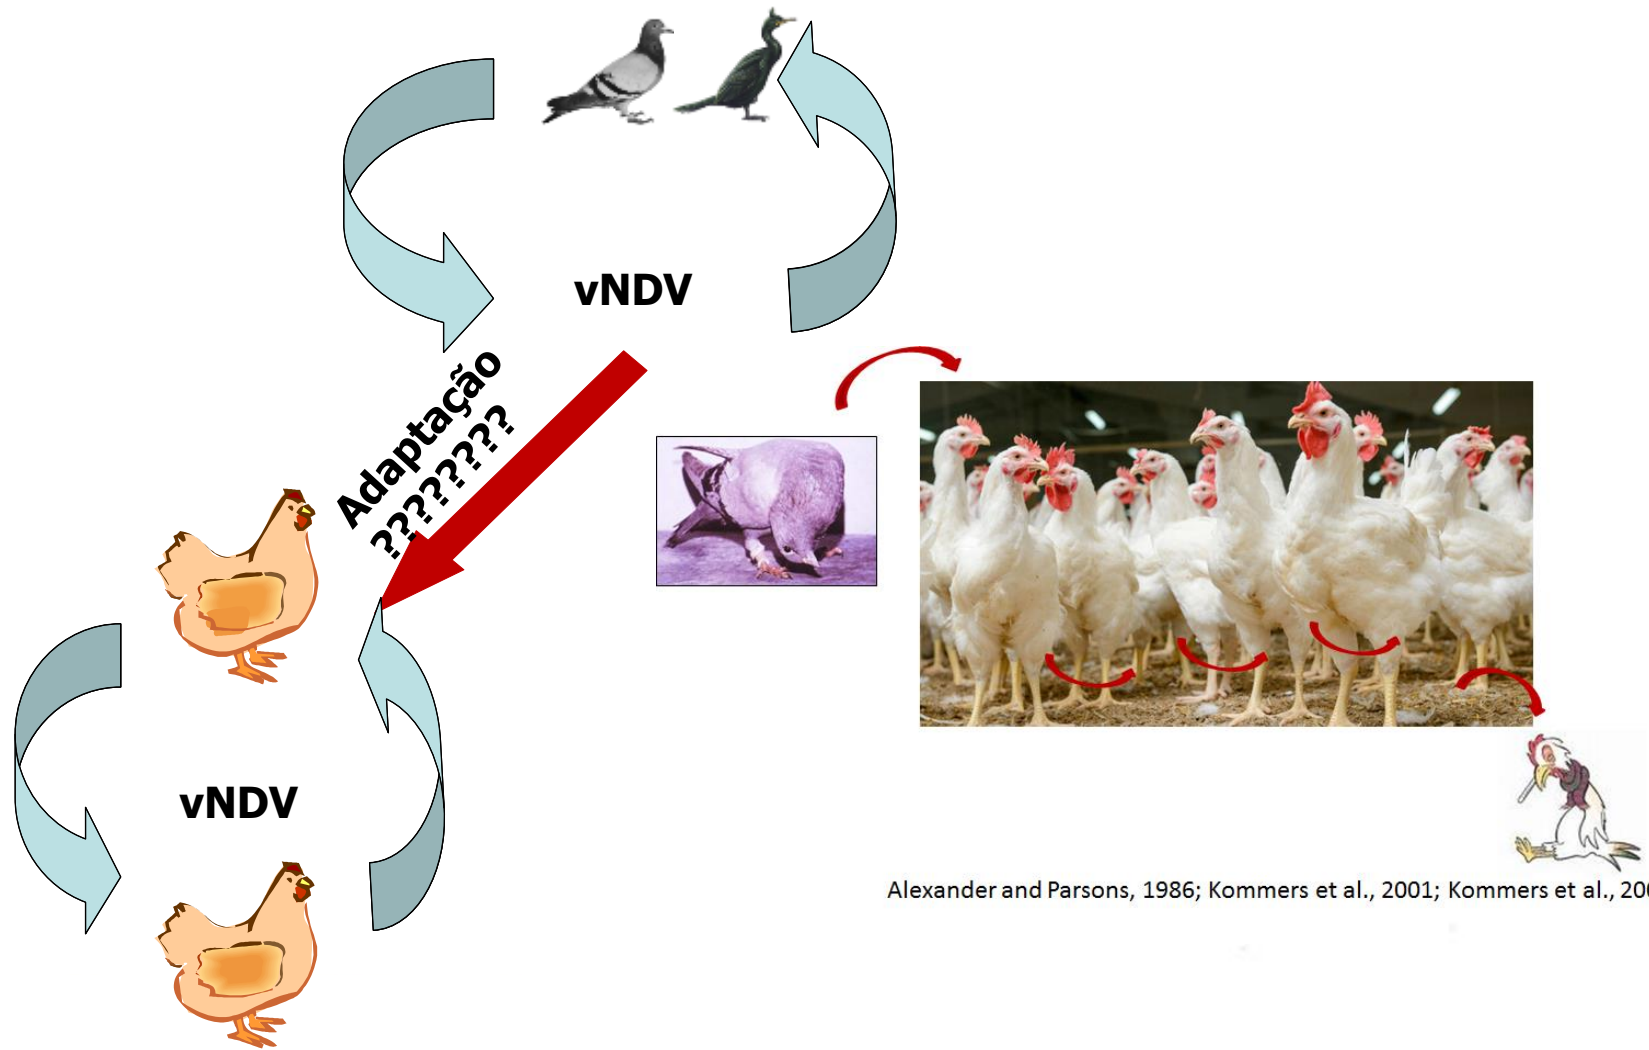 vNDV
Adaptação
????????
vNDV
Alexander and Parsons, 1986; Kommers et al., 2001; Kommers et al.,